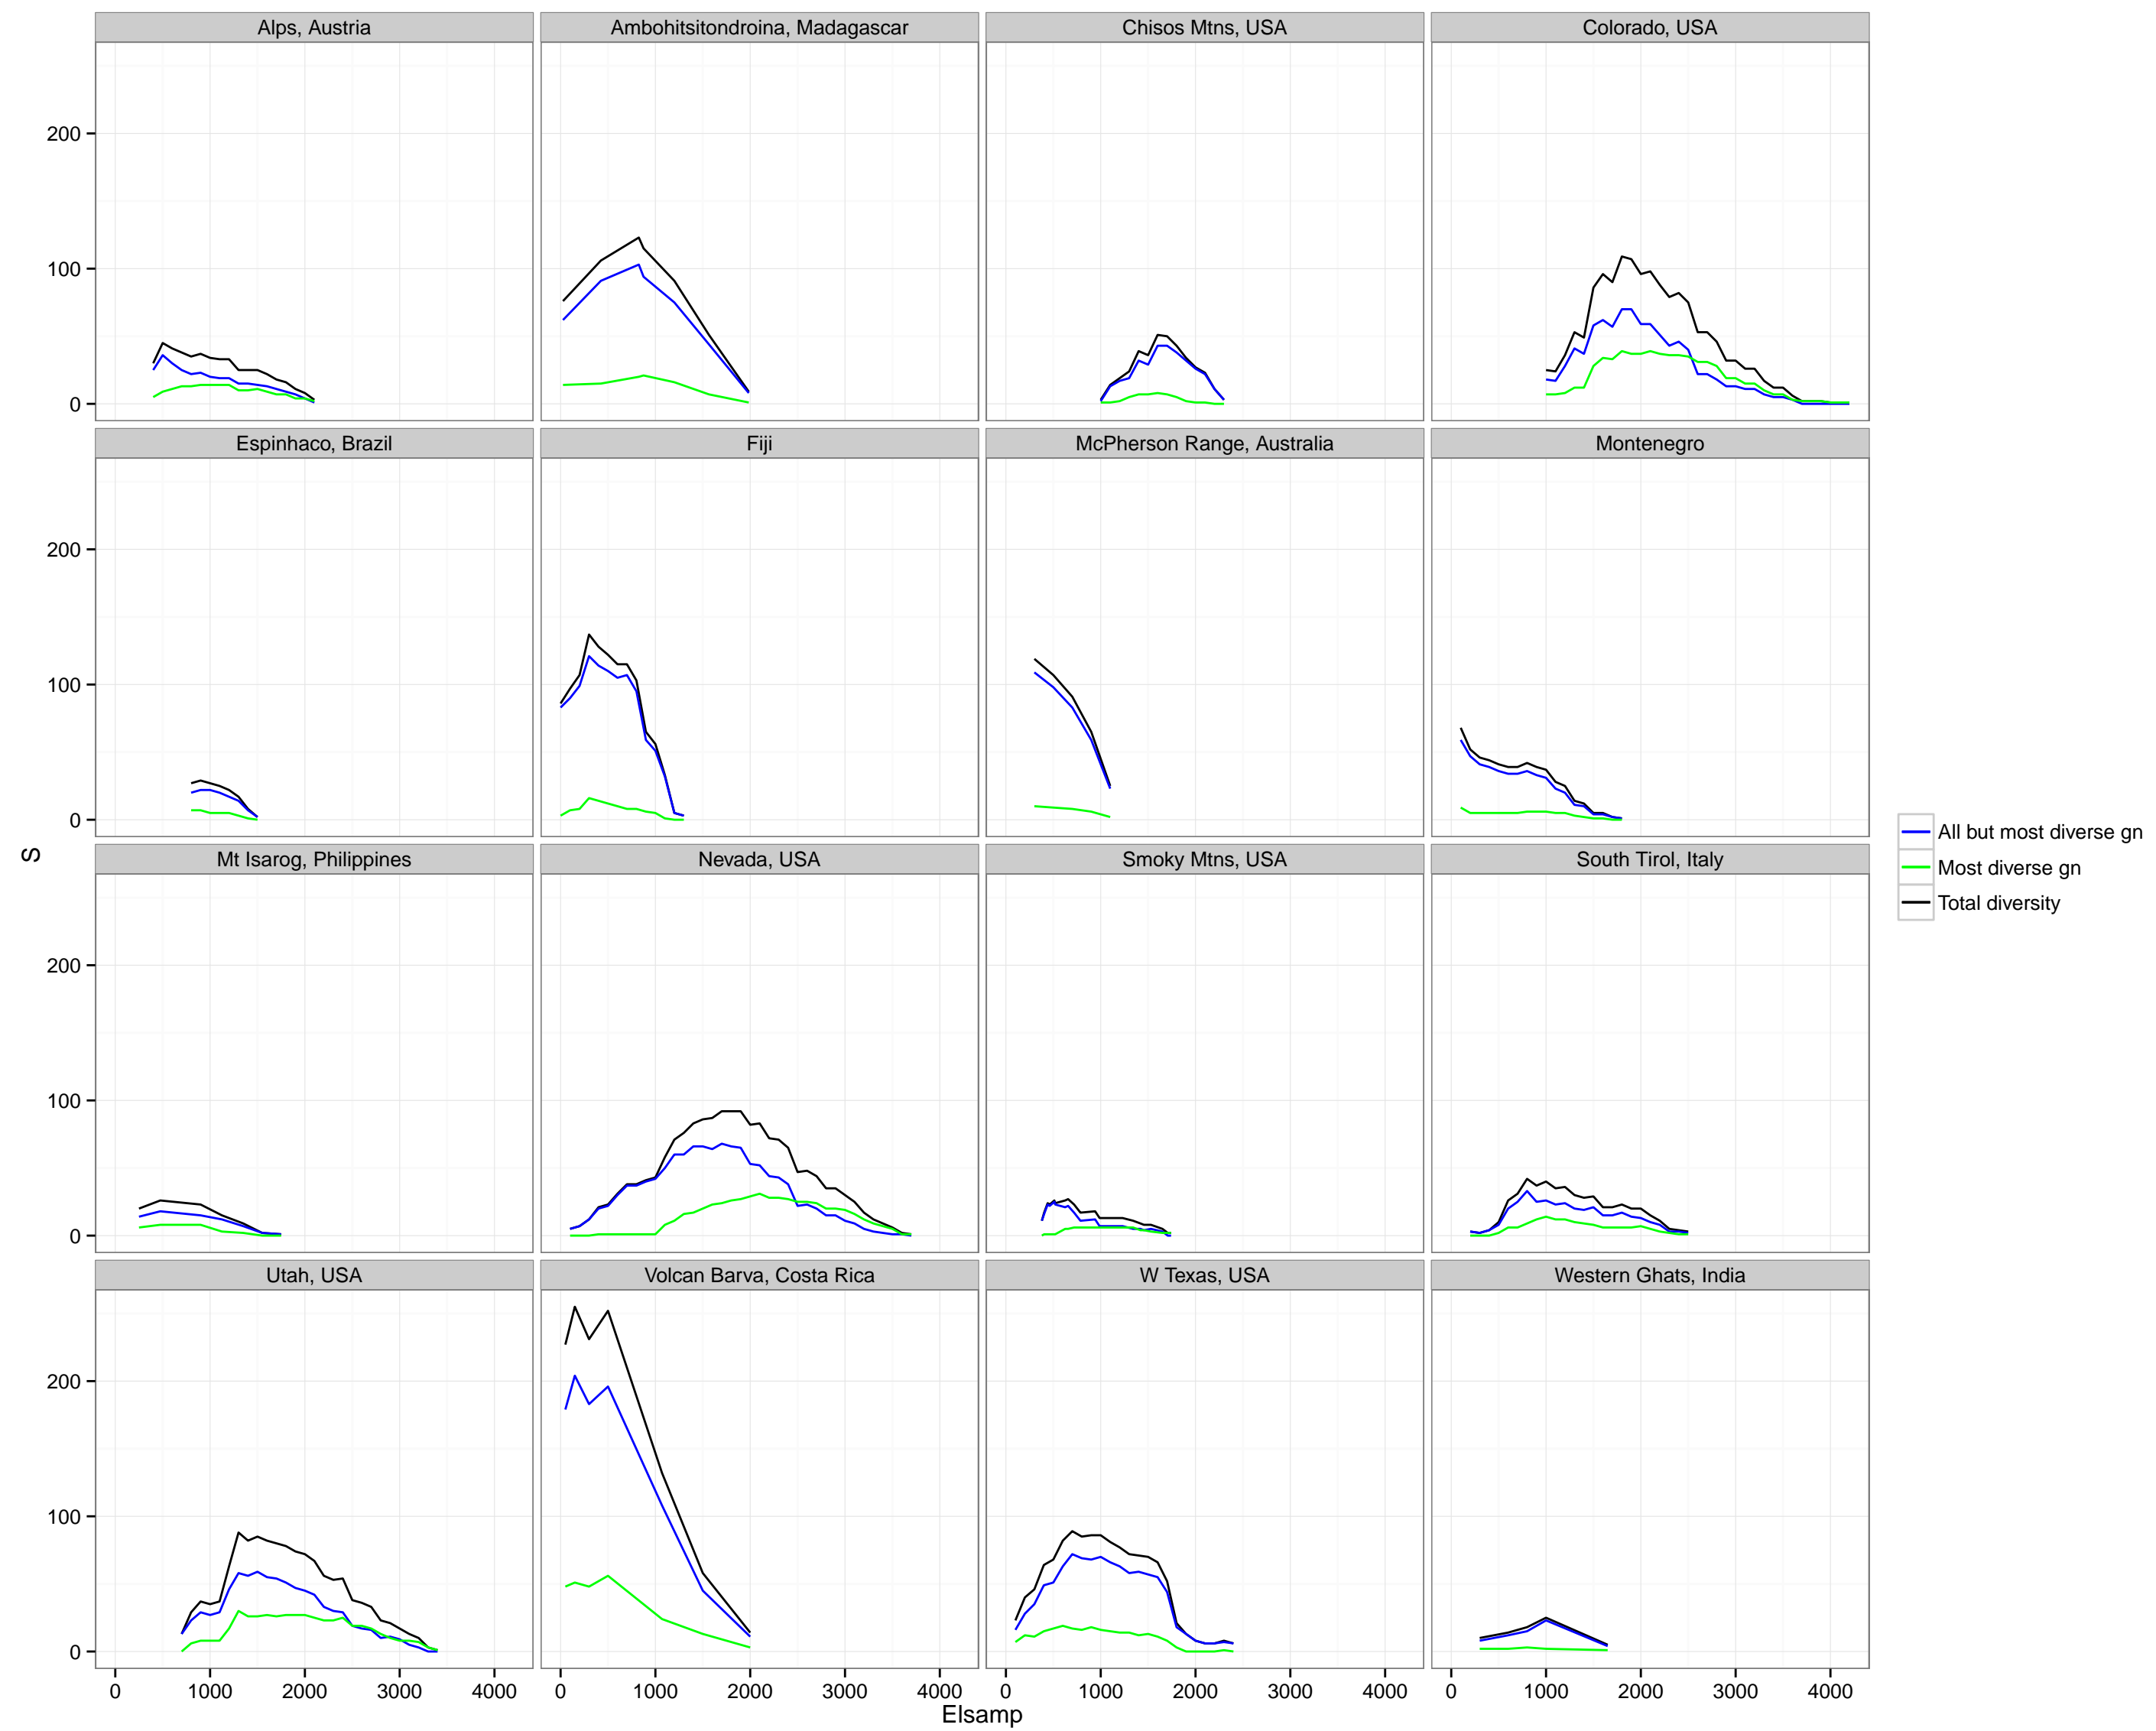 Alps, Austria
Ambohitsitondroina, Madagascar
Chisos Mtns, USA
Colorado, USA
200
100
0
Espinhaco, Brazil
Fiji
McPherson Range, Australia
Montenegro
200
100
0
Mt Isarog, Philippines
Nevada, USA
Smoky Mtns, USA
South Tirol, Italy
200
100
0
Utah, USA
Volcan Barva, Costa Rica
W Texas, USA
Western Ghats, India
200
100
0
0 1000 2000 3000 4000
0 1000 2000 3000 4000
0 1000 2000 3000 4000
0 1000 2000 3000 4000
Elsamp
S
All but most diverse gn
Most diverse gn
Total diversity